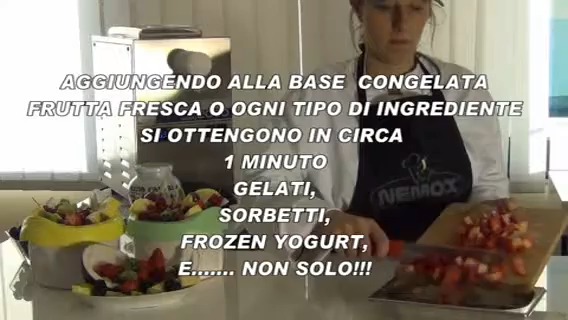 AGGIUNGENDO ALLA BASE CONGELATA
FRUTTA FRESCA O OGNI TIPO DI INGREDIENTE
SI OTTENGONO IN CIRCA
1 MINUTO
GELATI,
SORBETTI,
FROZEN YOGURT,
E....... NON SOLO!!!
NEMOX